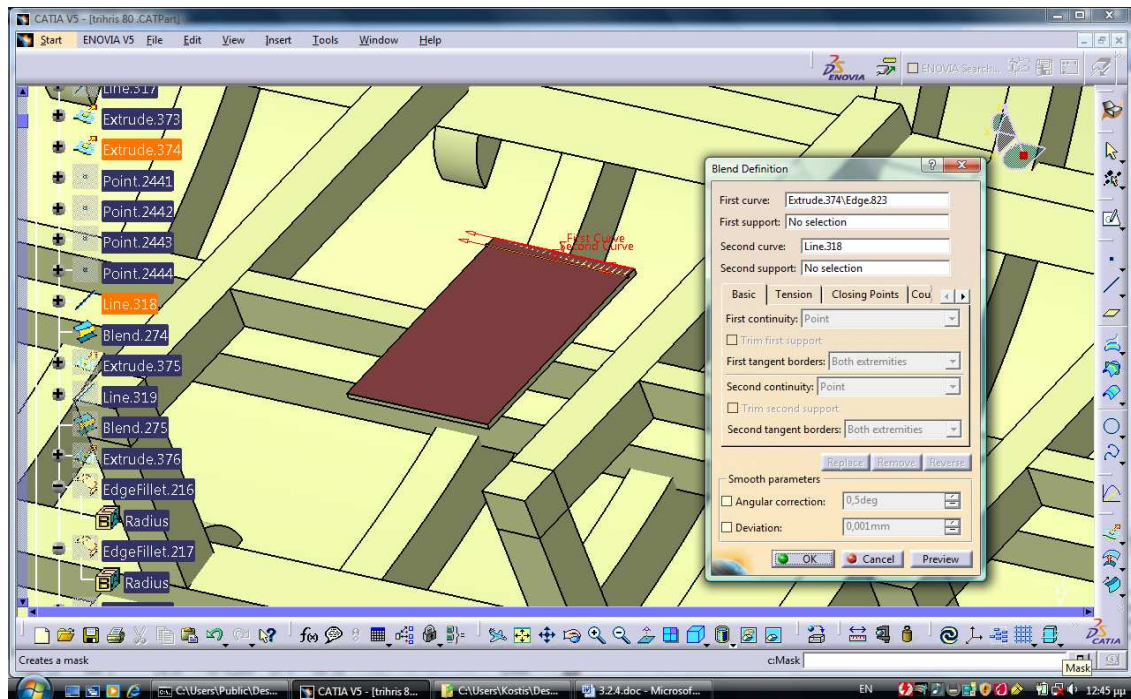 CATIA V5 - [trihris 80 .CATPart]
Start ENOVIA V5 File Edit View Insert Tools Window Help
ENOVIA
ENOVIA Search...
Line.317
Extrude.373
Extrude.374
Point.2441
Point.2442
Point.2443
Point.2444
Line.318
Blend.274
Extrude.375
Line.319
Blend.275
Extrude.376
EdgeFillet.216
Radius
EdgeFillet.217
Radius
First Curve
Second Curve
Blend Definition
First curve: Extrude.374\Edge.823
First support: No selection
Second curve: Line.318
Second support: No selection
Basic Tension Closing Points Cou
First continuity: Point
Trim first support
First tangent borders: Both extremities
Second continuity: Point
Trim second support
Second tangent borders: Both extremities
Replace Remove Reverse
Smooth parameters
Angular correction: 0,5deg
Deviation: 0,001mm
OK Cancel Preview
f(x)
CATIA
Creates a mask
c:Mask
Mask
C:\Users\Public\Des...
CATIA V5 - [trihris 8...
C:\Users\Kostis\Des...
3.2.4.doc - Microsof...
EN
12:45 μμ